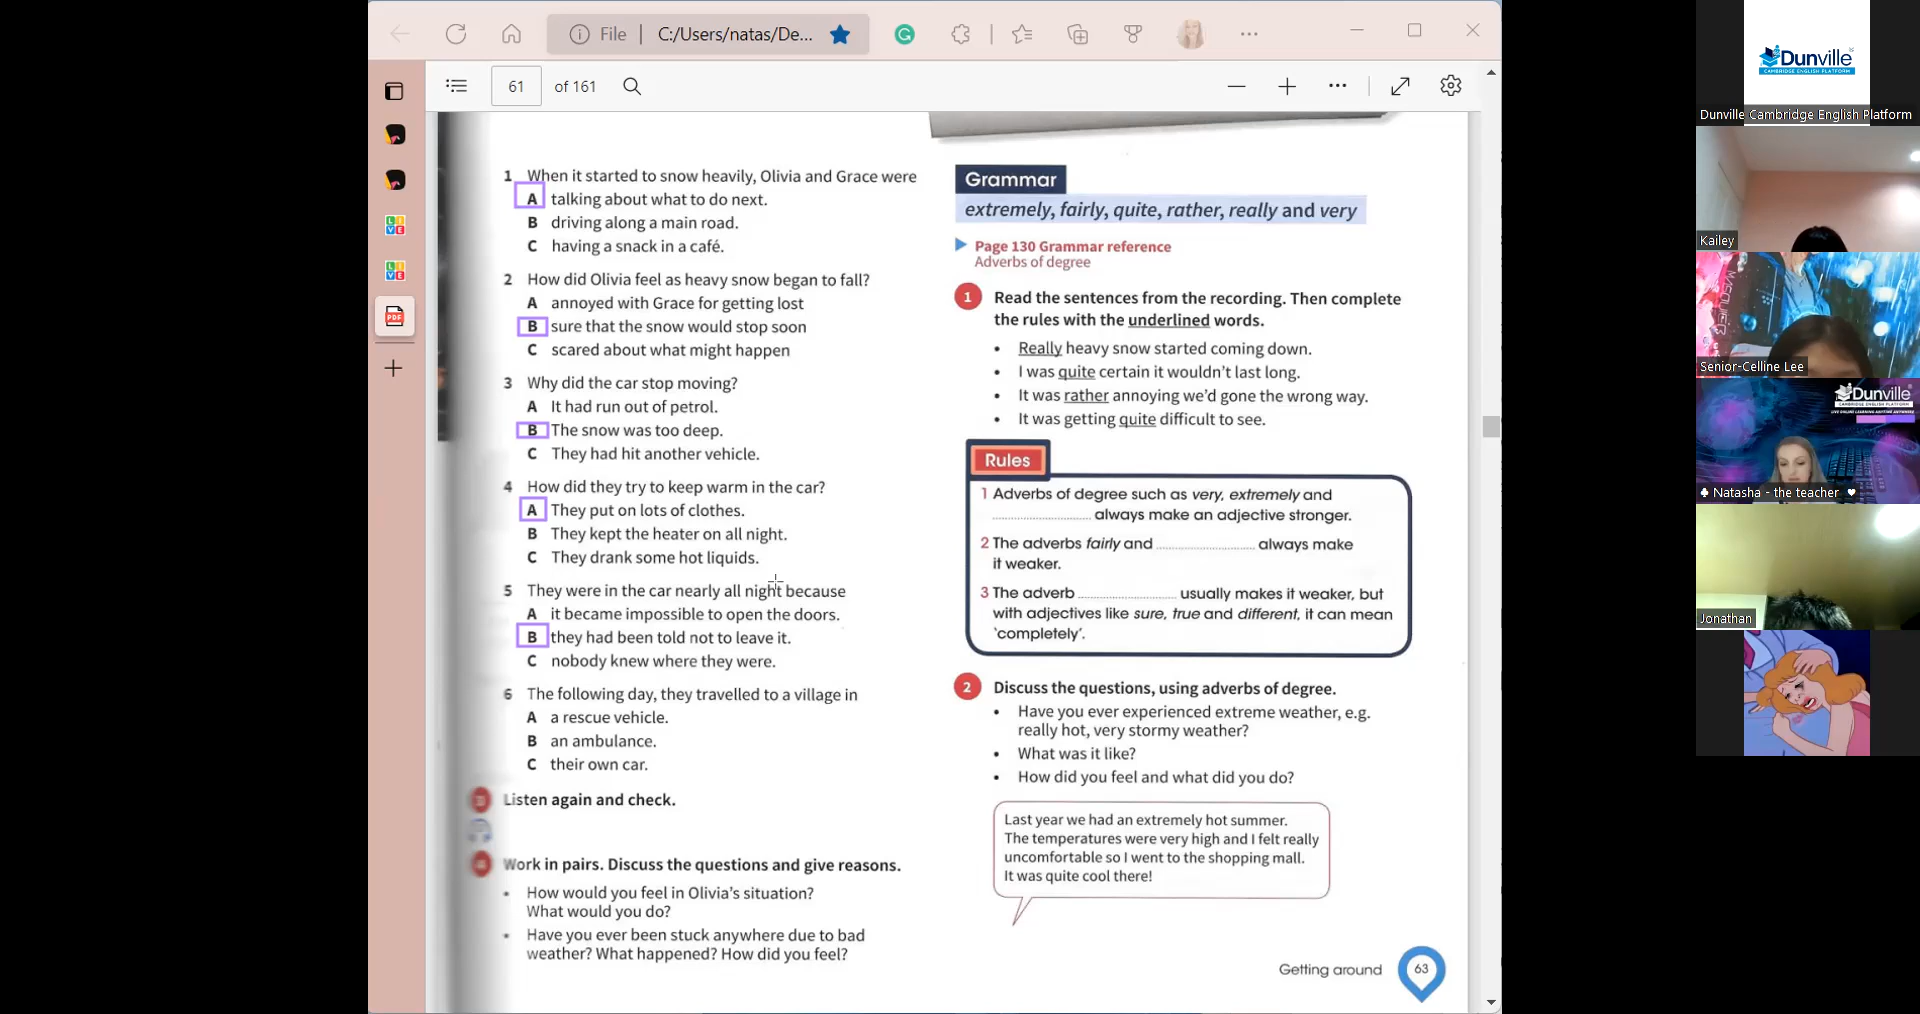 File
C:/Users/natas/De...
61 of 161
1 When it started to snow heavily, Olivia and Grace were
A talking about what to do next.
B driving along a main road.
C having a snack in a café.
2 How did Olivia feel as heavy snow began to fall?
A annoyed with Grace for getting lost
B sure that the snow would stop soon
C scared about what might happen
3 Why did the car stop moving?
A It had run out of petrol.
B The snow was too deep.
C They had hit another vehicle.
4 How did they try to keep warm in the car?
A They put on lots of clothes.
B They kept the heater on all night.
C They drank some hot liquids.
5 They were in the car nearly all night because
A it became impossible to open the doors.
B they had been told not to leave it.
C nobody knew where they were.
6 The following day, they travelled to a village in
A a rescue vehicle.
B an ambulance.
C their own car.
Listen again and check.
Work in pairs. Discuss the questions and give reasons.
• How would you feel in Olivia's situation?
What would you do?
• Have you ever been stuck anywhere due to bad
weather? What happened? How did you feel?
Grammar
extremely, fairly, quite, rather, really and very
Page 130 Grammar reference
Adverbs of degree
1 Read the sentences from the recording. Then complete
the rules with the underlined words.
• Really heavy snow started coming down.
• I was quite certain it wouldn't last long.
• It was rather annoying we'd gone the wrong way.
• It was getting quite difficult to see.
Rules
1 Adverbs of degree such as very, extremely and
........................ always make an adjective stronger.
2 The adverbs fairly and ........................ always make
it weaker.
3 The adverb ........................ usually makes it weaker, but
with adjectives like sure, true and different, it can mean
'completely'.
2 Discuss the questions, using adverbs of degree.
• Have you ever experienced extreme weather, e.g.
really hot, very stormy weather?
• What was it like?
• How did you feel and what did you do?
Last year we had an extremely hot summer.
The temperatures were very high and I felt really
uncomfortable so I went to the shopping mall.
It was quite cool there!
Getting around 63
LIVE
LIVE
PDF
Dunville
CAMBRIDGE ENGLISH PLATFORM
Dunville Cambridge English Platform
Kailey
Senior-Celline Lee
Dunville
Natasha - the teacher
Jonathan